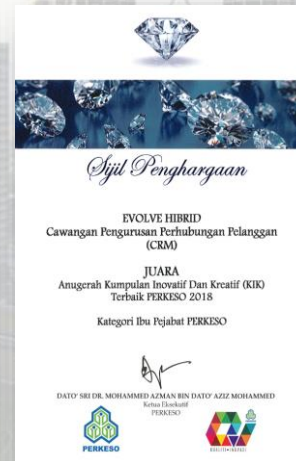 Sijil Penghargaan
EVOLVE HIBRID
Cawangan Pengurusan Perhubungan Pelanggan
(CRM)
JUARA
Anugerah Kumpulan Inovatif Dan Kreatif (KIK)
Terbaik PERKESO 2018
Kategori Ibu Pejabat PERKESO
DATO' SRI DR. MOHAMMED AZMAN BIN DATO' AZIZ MOHAMMED
Ketua Eksekutif
PERKESO
PERKESO